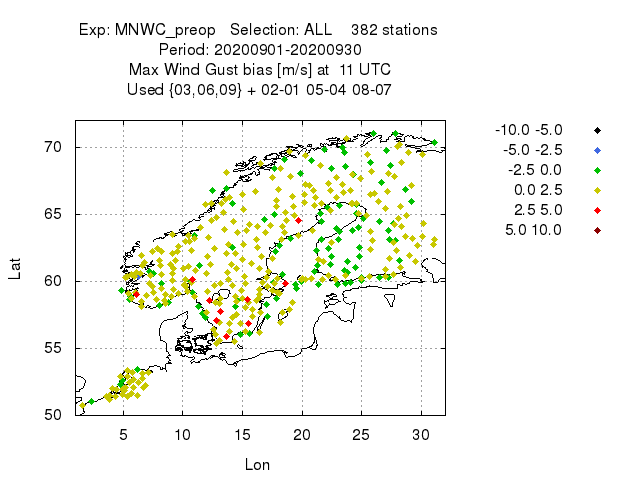 Exp: MNWC_preop Selection: ALL 382 stations
Period: 20200901-20200930
Max Wind Gust bias [m/s] at 11 UTC
Used {03,06,09} + 02-01 05-04 08-07
-10.0 -5.0
-5.0 -2.5
-2.5 0.0
0.0 2.5
2.5 5.0
5.0 10.0
70
65
60
55
50
Lat
5 10 15 20 25 30
Lon